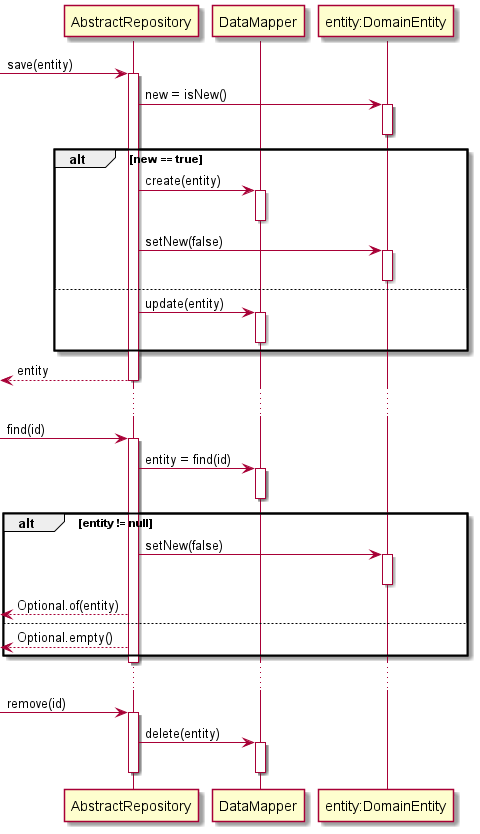 AbstractRepository DataMapper entity:DomainEntity
save(entity)
new = isNew()
alt [new == true]
create(entity)
setNew(false)
update(entity)
entity
find(id)
entity = find(id)
alt [entity != null]
setNew(false)
Optional.of(entity)
Optional.empty()
remove(id)
delete(entity)
AbstractRepository DataMapper entity:DomainEntity